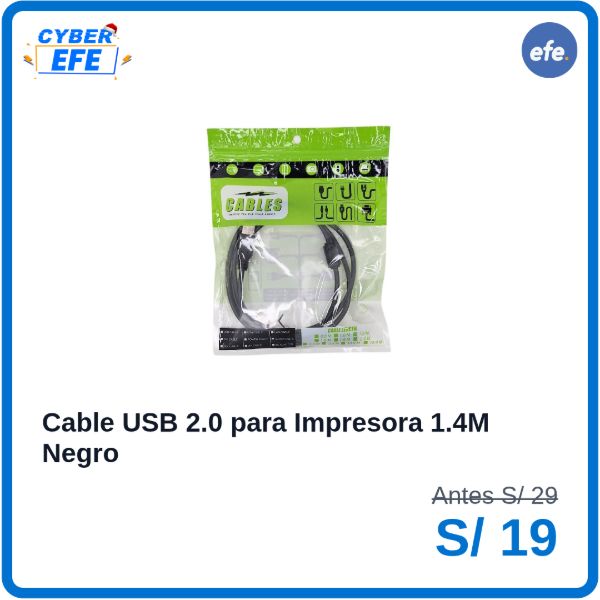 CYBER
EFE
efe.
CABLES
Cable USB 2.0 para Impresora 1.4M
Negro
Antes S/ 29
S/ 19